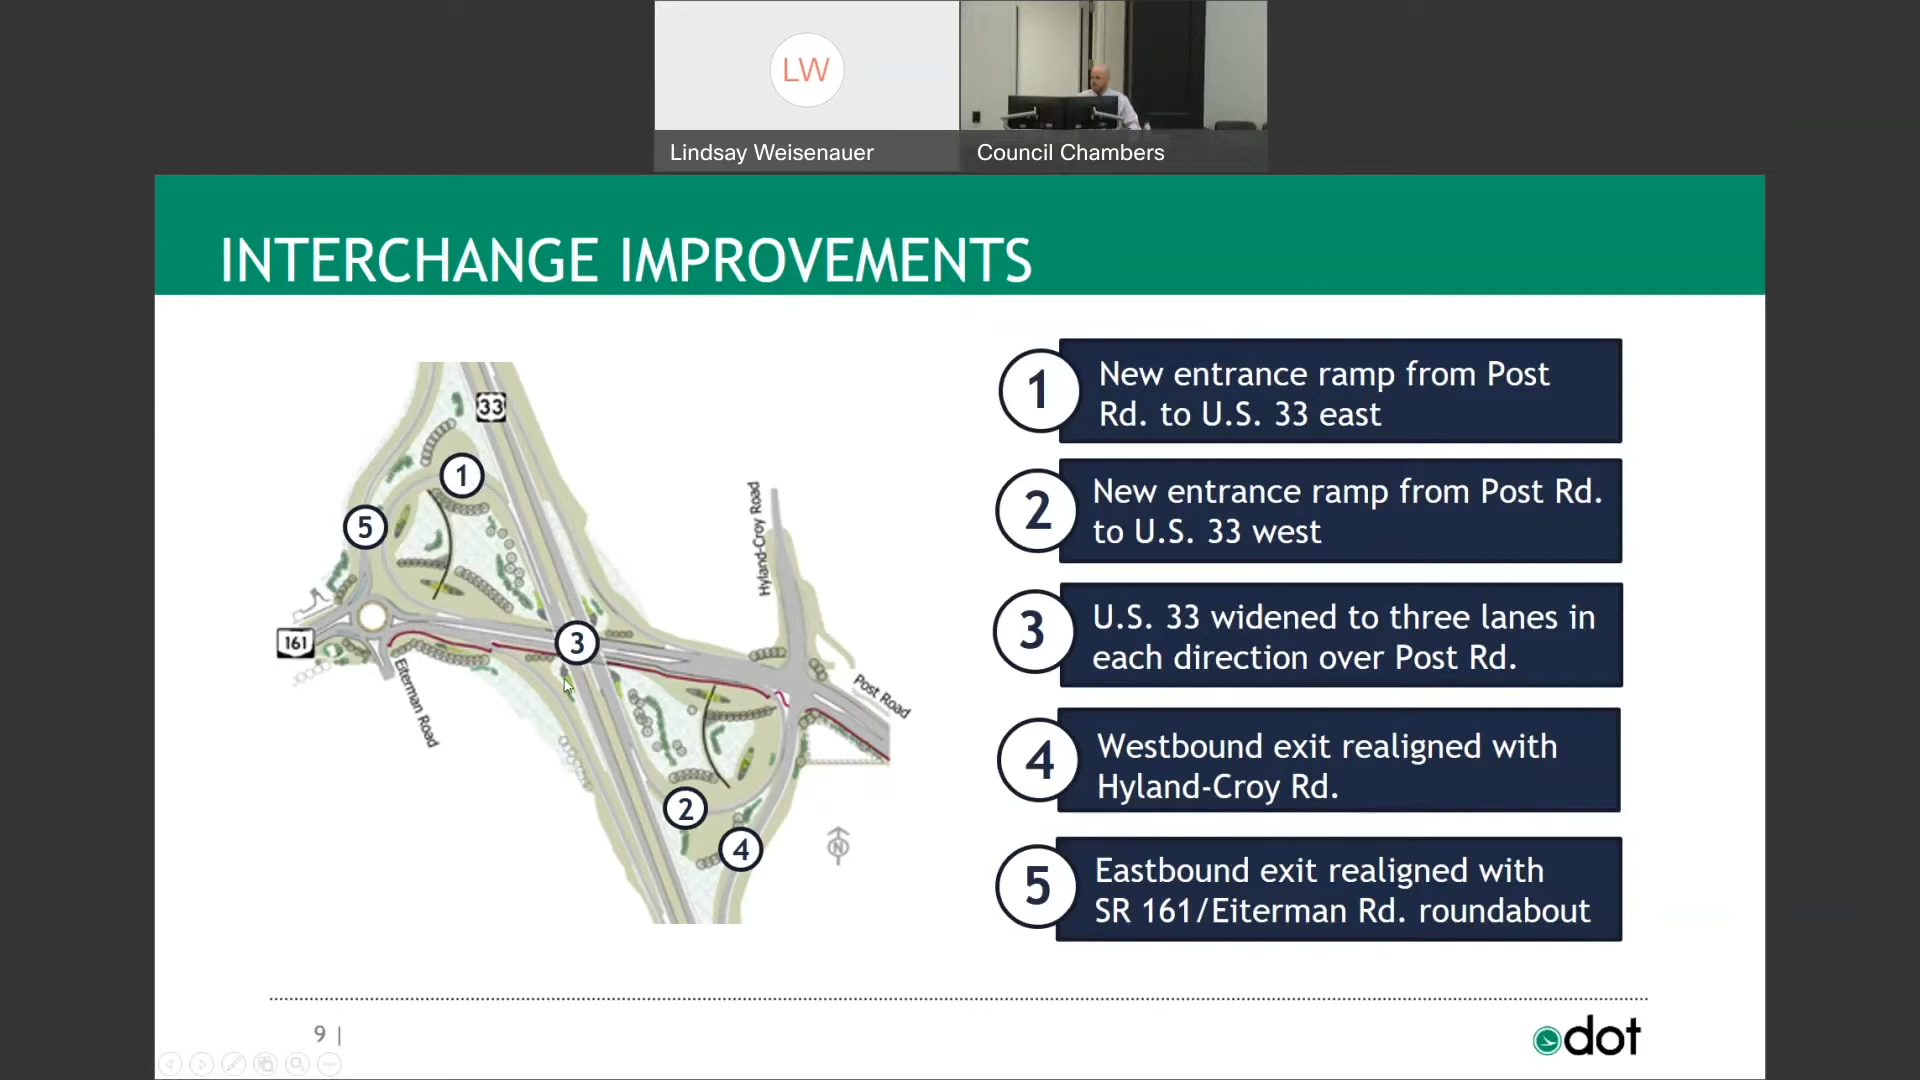 LW
Lindsay Weisenauer
Council Chambers
INTERCHANGE IMPROVEMENTS
33
1
5
3
161
2
4
Eiterman Road
Hyland-Croy Road
Post Road
N
1
New entrance ramp from Post
Rd. to U.S. 33 east
2
New entrance ramp from Post Rd.
to U.S. 33 west
3
U.S. 33 widened to three lanes in
each direction over Post Rd.
4
Westbound exit realigned with
Hyland-Croy Rd.
5
Eastbound exit realigned with
SR 161/Eiterman Rd. roundabout
9 |
dot